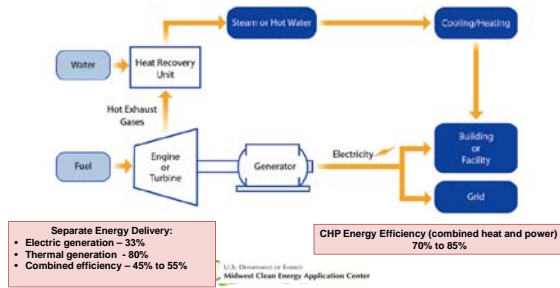 Steam or Hot Water
Cooling/Heating
Water
Heat Recovery
Unit
Hot Exhaust
Gases
Fuel
Engine
or
Turbine
Generator
Electricity
Building
or
Facility
Grid
Separate Energy Delivery:
• Electric generation – 33%
• Thermal generation - 80%
• Combined efficiency – 45% to 55%
CHP Energy Efficiency (combined heat and power)
70% to 85%
U.S. Department of Energy
Midwest Clean Energy Application Center